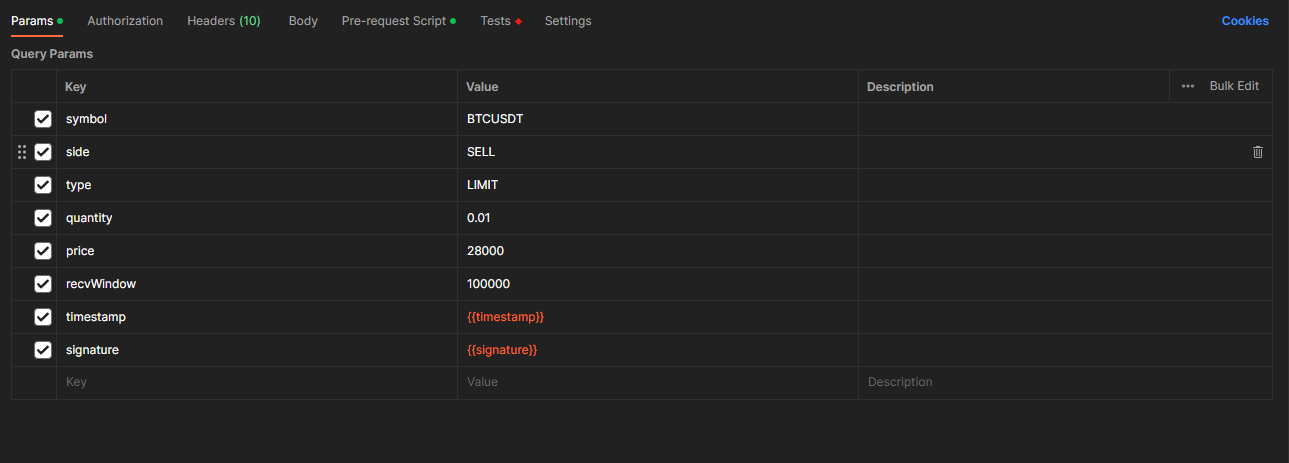 Params Authorization Headers (10) Body Pre-request Script Tests Settings Cookies
Query Params
Key Value Description Bulk Edit
symbol BTCUSDT
side SELL
type LIMIT
quantity 0.01
price 28000
recvWindow 100000
timestamp {{timestamp}}
signature {{signature}}
Key Value Description